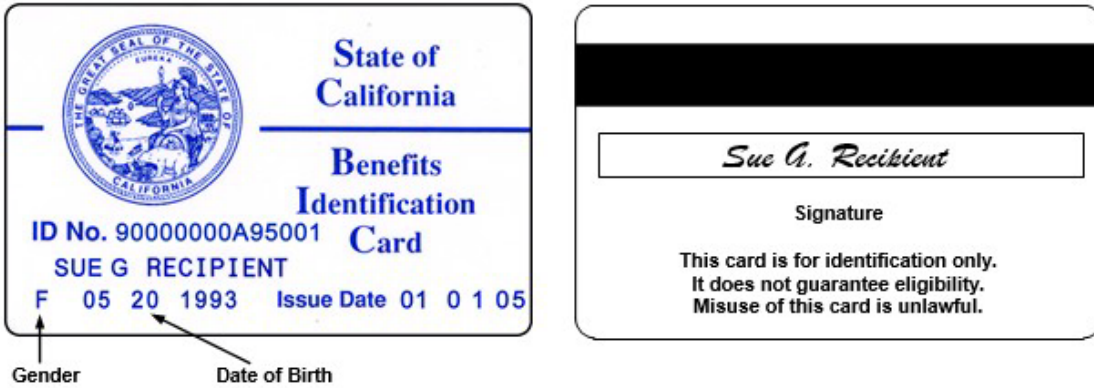 THE GREAT SEAL OF THE STATE OF CALIFORNIA
EUREKA
State of
California
Benefits
Identification
Card
ID No. 90000000A95001
SUE G RECIPIENT
F 05 20 1993 Issue Date 01 0 1 05
Gender
Date of Birth
Sue G. Recipient
Signature
This card is for identification only.
It does not guarantee eligibility.
Misuse of this card is unlawful.